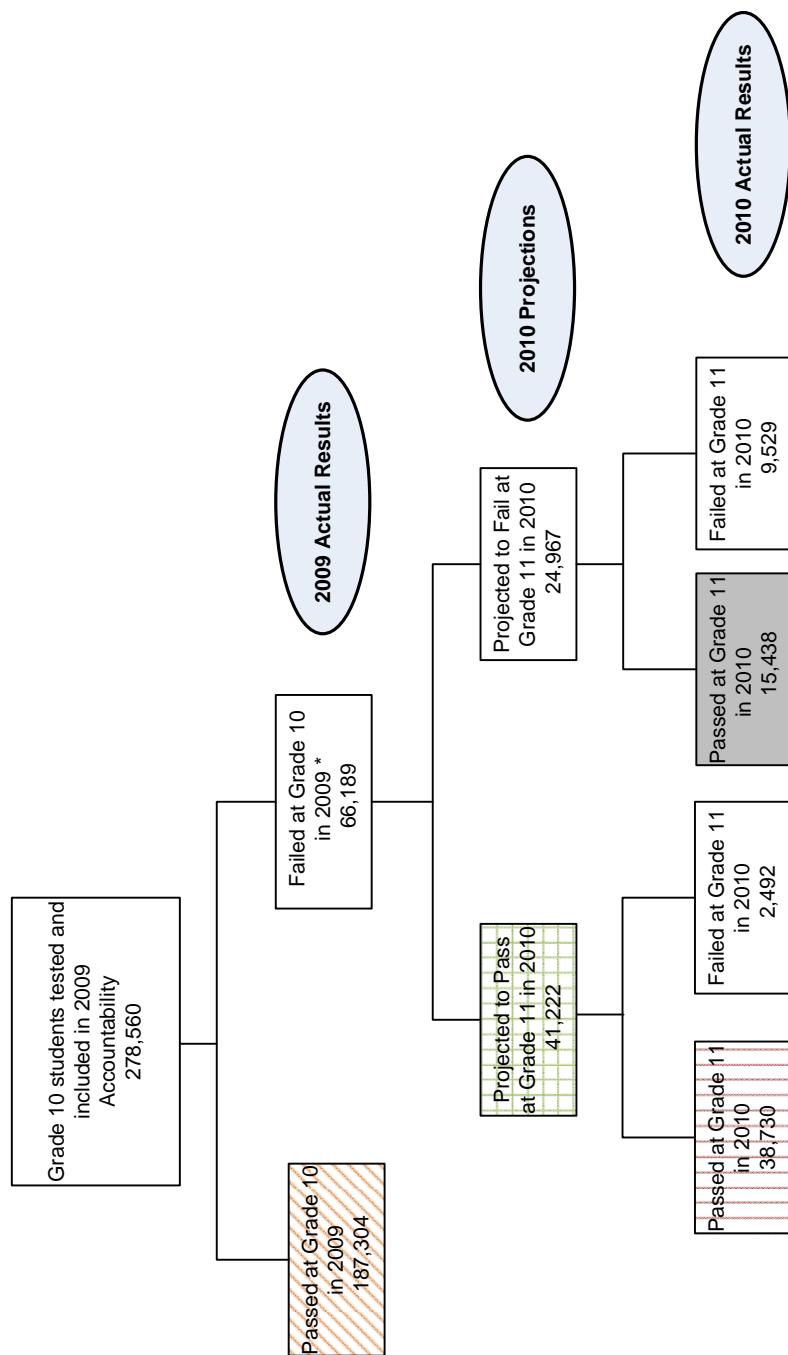 Grade 10 students tested and
included in 2009
Accountability
278,560
Passed at Grade 10
in 2009
187,304
Failed at Grade 10
in 2009 *
66,189
2009 Actual Results
Projected to Pass
at Grade 11 in 2010
41,222
Projected to Fail at
Grade 11 in 2010
24,967
2010 Projections
Passed at Grade 11
in 2010
38,730
Failed at Grade 11
in 2010
2,492
Passed at Grade 11
in 2010
15,438
Failed at Grade 11
in 2010
9,529
2010 Actual Results